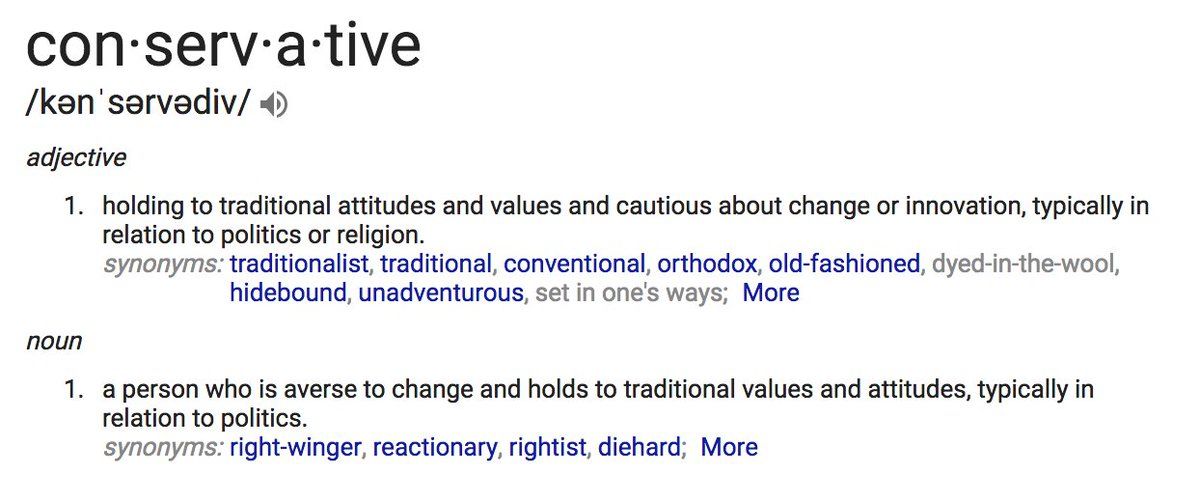 con·serv·a·tive
/kənˈsərvədiv/
adjective
1. holding to traditional attitudes and values and cautious about change or innovation, typically in
relation to politics or religion.
synonyms: traditionalist, traditional, conventional, orthodox, old-fashioned, dyed-in-the-wool,
hidebound, unadventurous, set in one's ways; More
noun
1. a person who is averse to change and holds to traditional values and attitudes, typically in
relation to politics.
synonyms: right-winger, reactionary, rightist, diehard; More